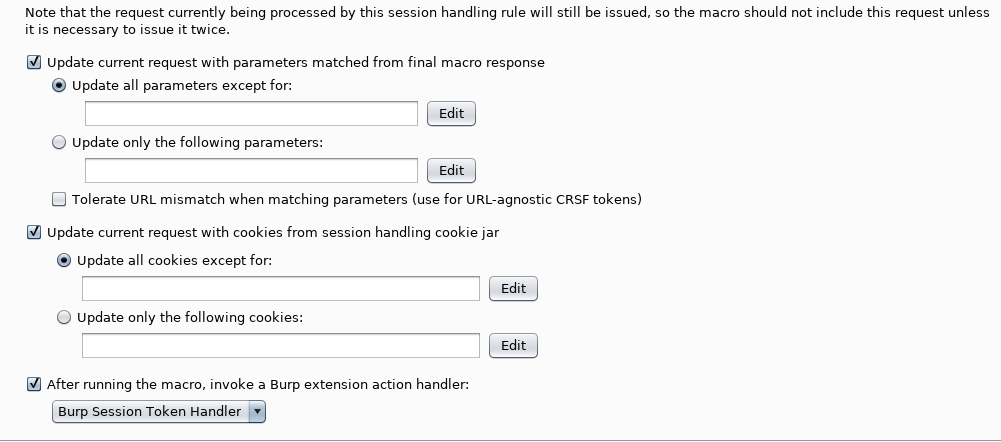 Note that the request currently being processed by this session handling rule will still be issued, so the macro should not include this request unless
it is necessary to issue it twice.
Update current request with parameters matched from final macro response
Update all parameters except for:
Edit
Update only the following parameters:
Edit
Tolerate URL mismatch when matching parameters (use for URL-agnostic CRSF tokens)
Update current request with cookies from session handling cookie jar
Update all cookies except for:
Edit
Update only the following cookies:
Edit
After running the macro, invoke a Burp extension action handler:
Burp Session Token Handler